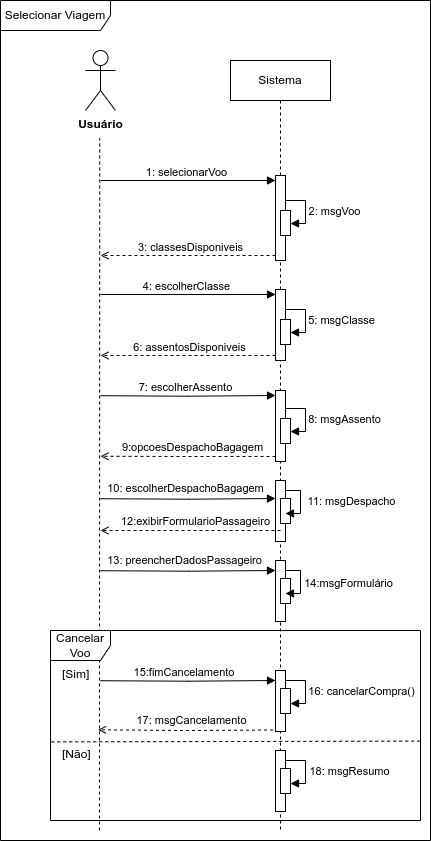 Selecionar Viagem
Usuário
Sistema
1: selecionarVoo
2: msgVoo
3: classesDisponiveis
4: escolherClasse
5: msgClasse
6: assentosDisponiveis
7: escolherAssento
8: msgAssento
9:opcoesDespachoBagagem
10: escolherDespachoBagagem
11: msgDespacho
12:exibirFormularioPassageiro
13: preencherDadosPassageiro
14:msgFormulário
Cancelar
Voo
[Sim]
15:fimCancelamento
16: cancelarCompra()
17: msgCancelamento
[Não]
18: msgResumo